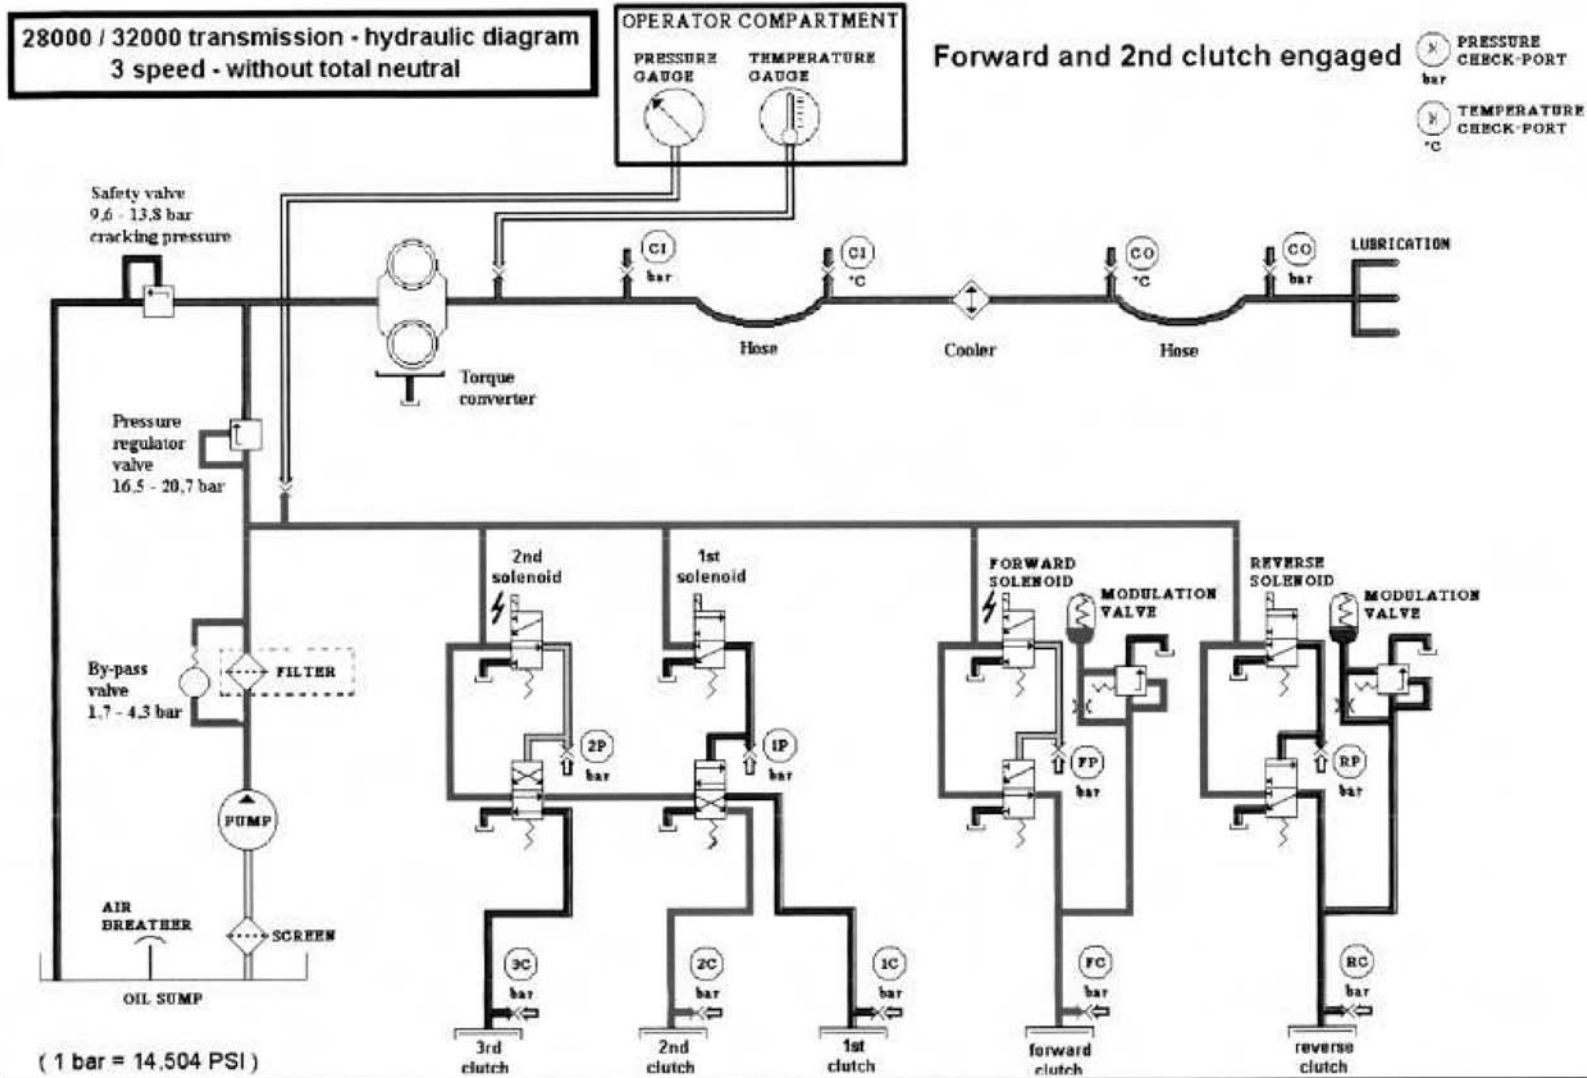 28000 / 32000 transmission - hydraulic diagram
3 speed - without total neutral
OPERATOR COMPARTMENT
PRESSURE
GAUGE
TEMPERATURE
GAUGE
Forward and 2nd clutch engaged
PRESSURE
CHECK-PORT
bar
TEMPERATURE
CHECK-PORT
°C
Safety valve
9,6 - 13,8 bar
cracking pressure
CI
bar
CI
°C
CO
°C
CO
bar
LUBRICATION
Hose
Cooler
Hose
Torque
converter
Pressure
regulator
valve
16,5 - 20,7 bar
2nd
solenoid
1st
solenoid
FORWARD
SOLENOID
MODULATION
VALVE
REVERSE
SOLENOID
MODULATION
VALVE
By-pass
valve
1,7 - 4,3 bar
FILTER
2P
bar
1P
bar
FP
bar
RP
bar
PUMP
AIR
BREATHER
SCREEN
OIL SUMP
3C
bar
2C
bar
1C
bar
FC
bar
RC
bar
3rd
clutch
2nd
clutch
1st
clutch
forward
clutch
reverse
clutch
( 1 bar = 14,504 PSI )